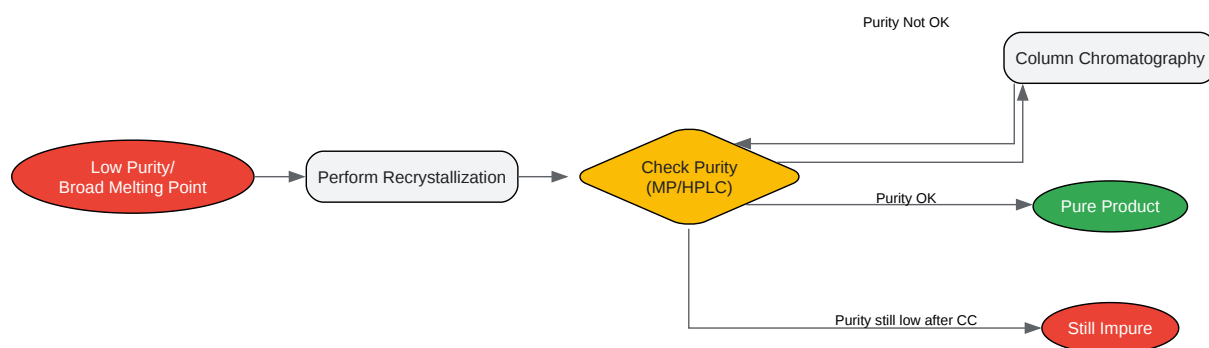 Purity Not OK
Column Chromatography
Low Purity/
Broad Melting Point
Perform Recrystallization
Check Purity
(MP/HPLC)
Purity OK
Pure Product
Purity still low after CC
Still Impure